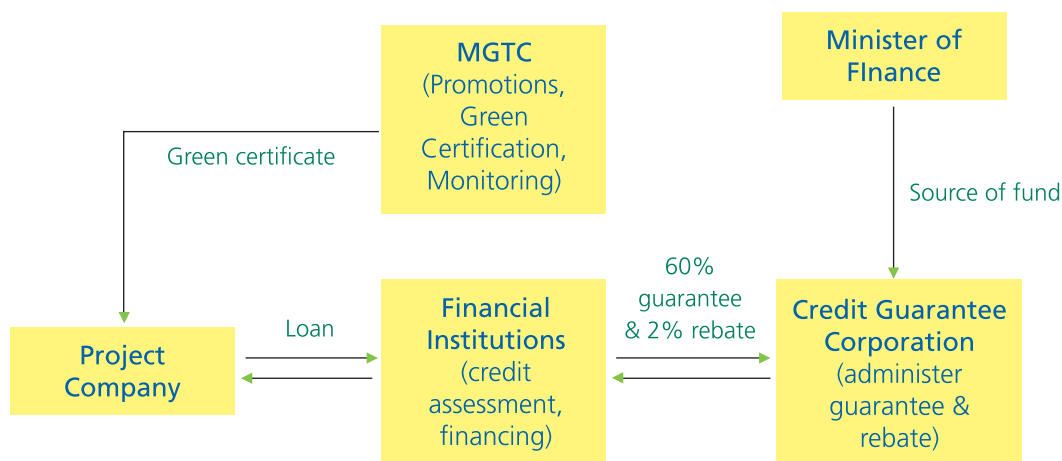 MGTC
(Promotions,
Green
Certification,
Monitoring)
Minister of
FInance
Green certificate
Source of fund
Project
Company
Loan
Financial
Institutions
(credit
assessment,
financing)
60%
guarantee
& 2% rebate
Credit Guarantee
Corporation
(administer
guarantee &
rebate)